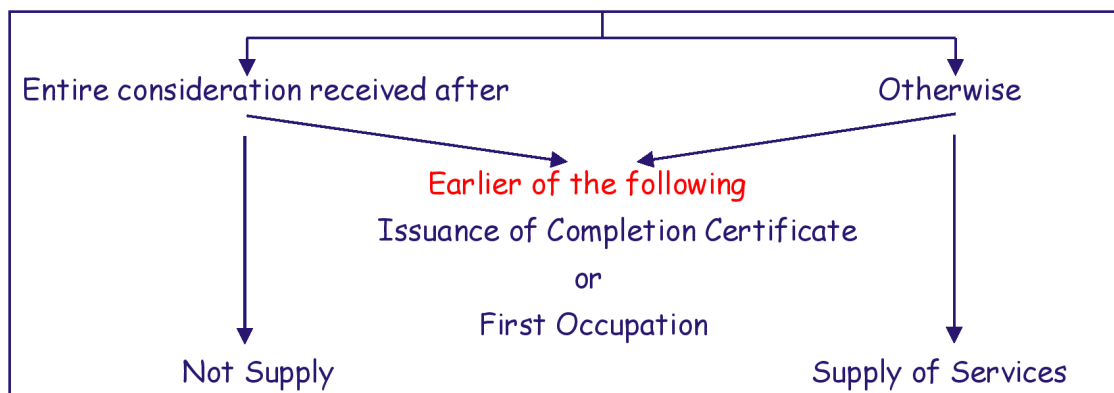 Entire consideration received after
Otherwise
Earlier of the following
Issuance of Completion Certificate
or
First Occupation
Not Supply
Supply of Services